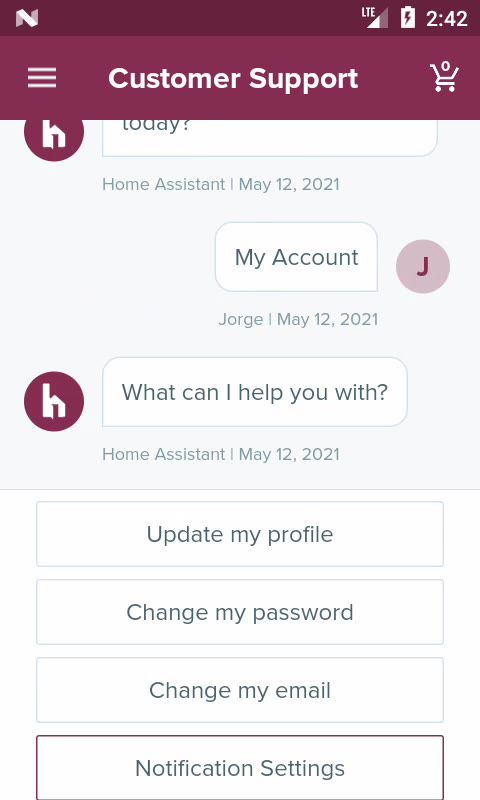 LTE 2:42
Customer Support
0
today?
Home Assistant | May 12, 2021
My Account
J
Jorge | May 12, 2021
What can I help you with?
h
Home Assistant | May 12, 2021
Update my profile
Change my password
Change my email
Notification Settings